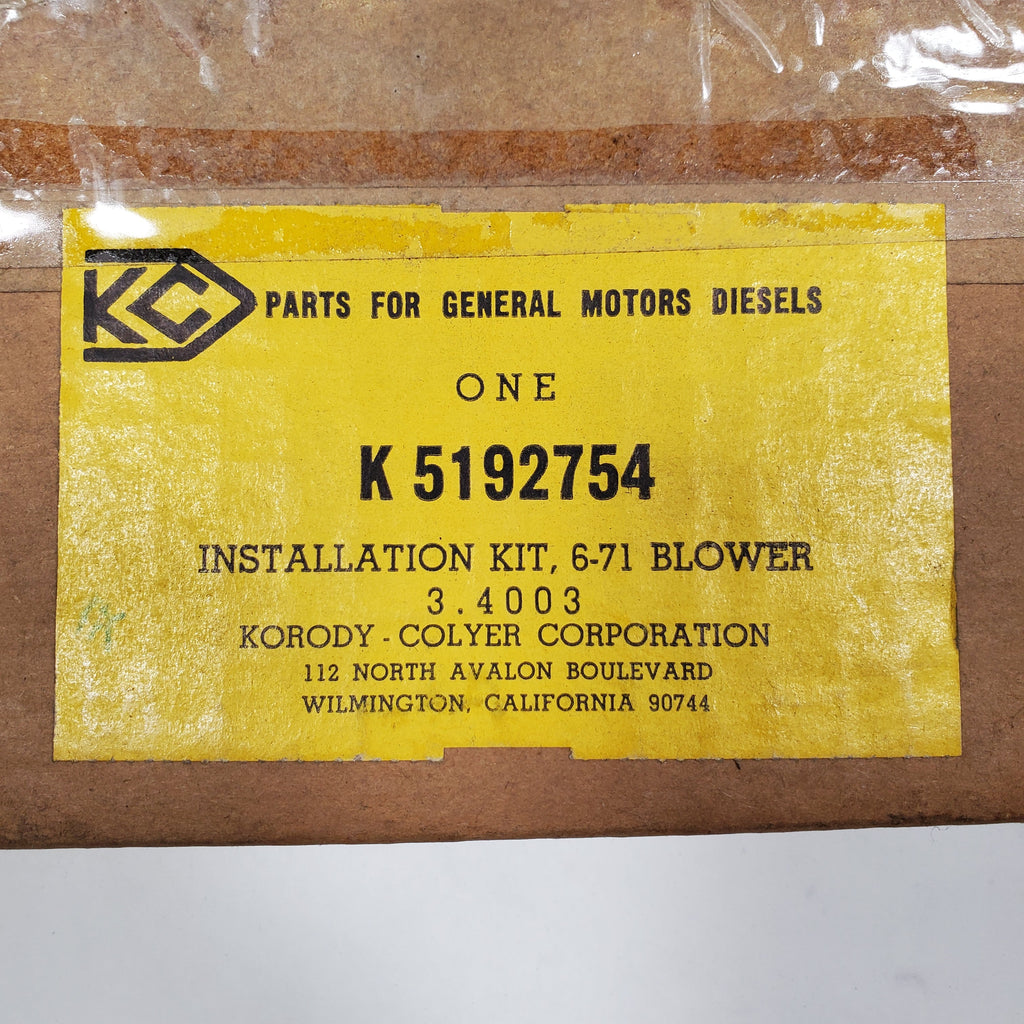 KC PARTS FOR GENERAL MOTORS DIESELS
ONE
K 5192754
INSTALLATION KIT, 6-71 BLOWER
3.4003
KORODY - COLYER CORPORATION
112 NORTH AVALON BOULEVARD
WILMINGTON, CALIFORNIA 90744